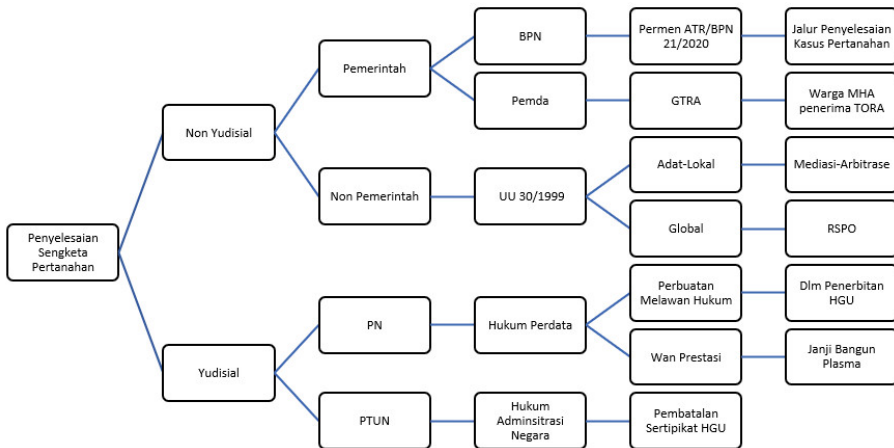 BPN
Permen ATR/BPN
21/2020
Jalur Penyelesaian
Kasus Pertanahan
Pemerintah
Pemda
GTRA
Warga MHA
penerima TORA
Non Yudisial
Adat-Lokal
Mediasi-Arbitrase
Non Pemerintah
UU 30/1999
Global
RSPO
Penyelesaian
Sengketa
Pertanahan
Perbuatan
Melawan Hukum
Dlm Penerbitan
HGU
PN
Hukum Perdata
Wan Prestasi
Janji Bangun
Plasma
Yudisial
PTUN
Hukum
Adminsitrasi
Negara
Pembatalan
Sertipikat HGU